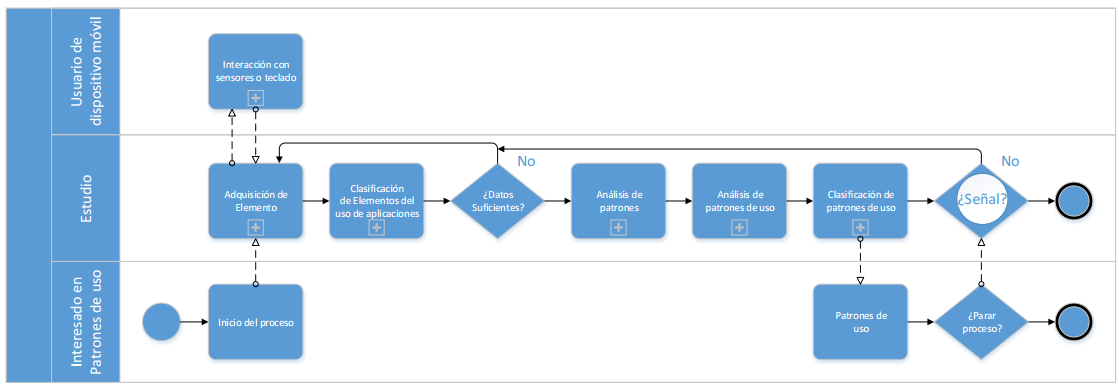 Usuario de
dispositivo móvil
Interacción con
sensores o teclado
Estudio
Adquisición de
Elemento
Clasificación
de Elementos del
uso de aplicaciones
¿Datos
Suficientes?
No
Análisis de
patrones
Análisis de
patrones de uso
Clasificación de
patrones de uso
¿Señal?
No
Interesado en
Patrones de uso
Inicio del proceso
Patrones de
uso
¿Parar
proceso?